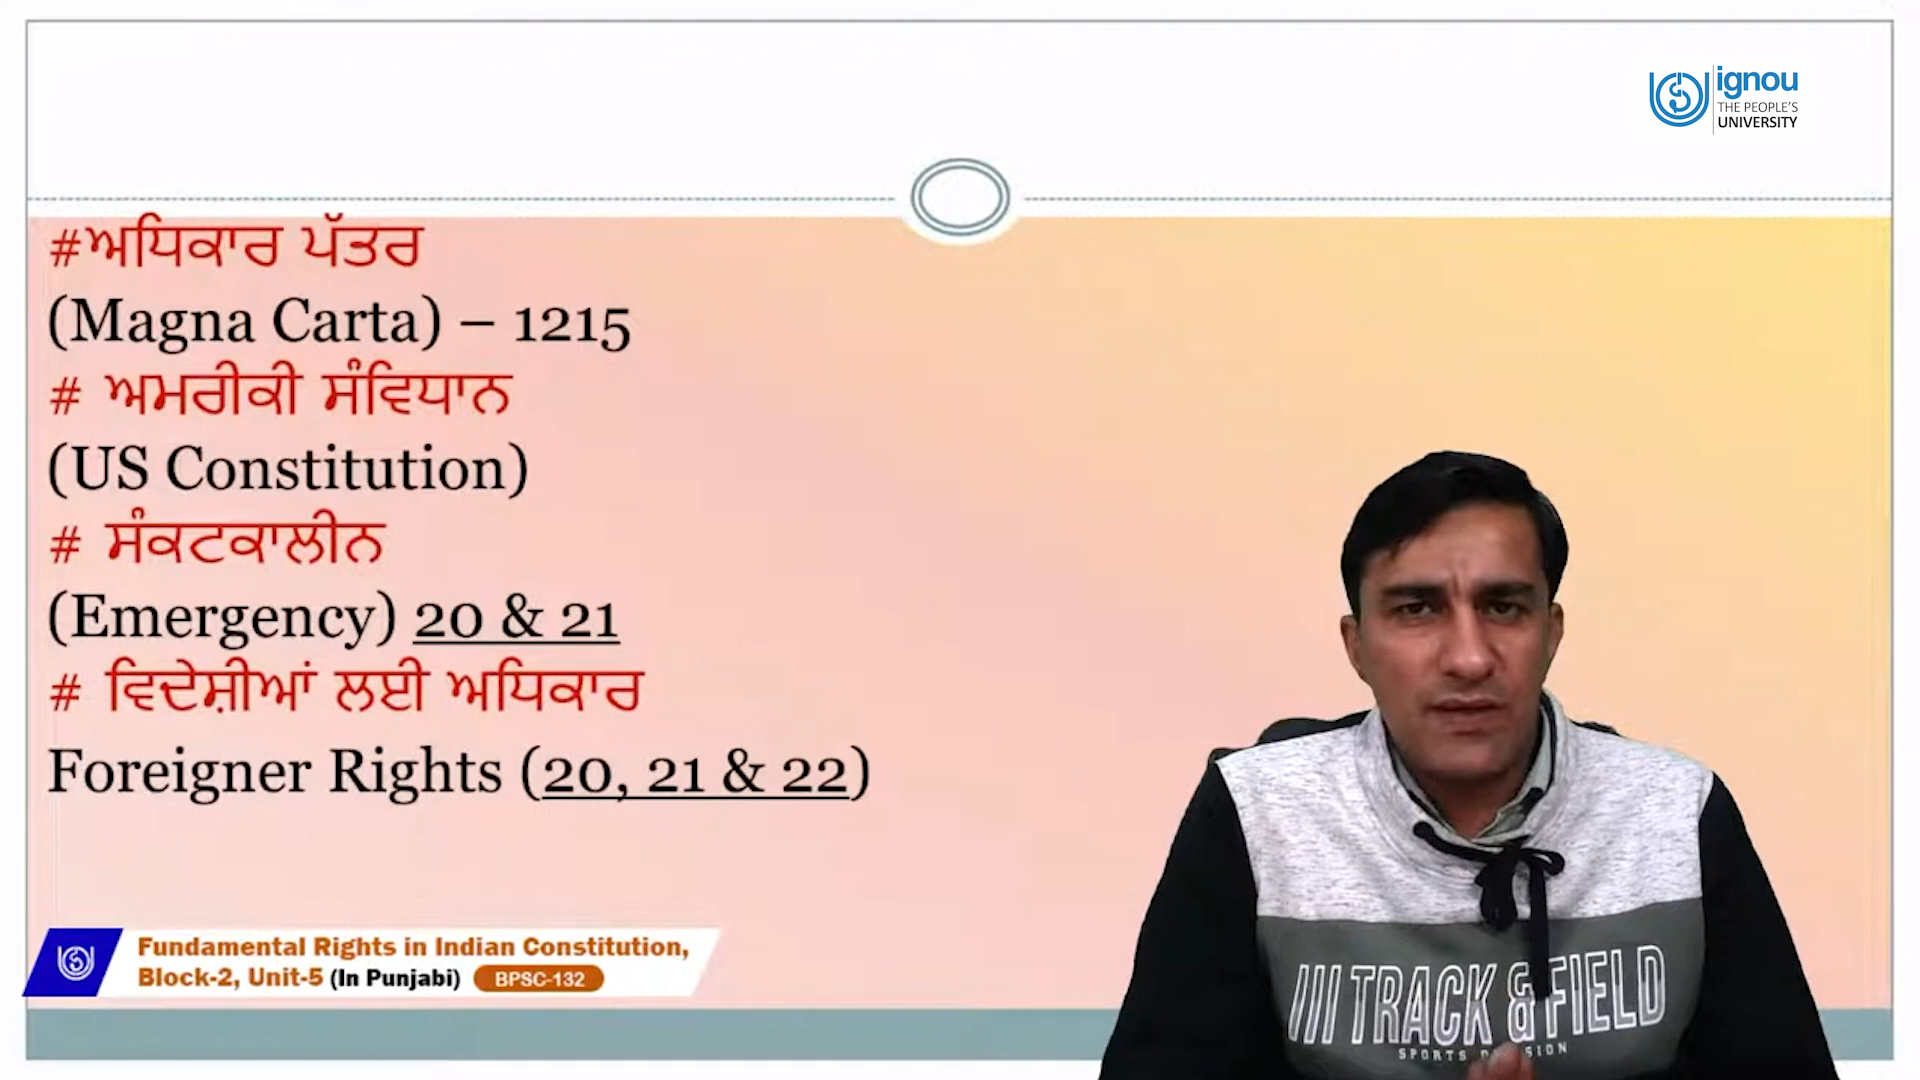 ignou
THE PEOPLE'S
UNIVERSITY
#ਅਧਿਕਾਰ ਪੱਤਰ
(Magna Carta) – 1215
# ਅਮਰੀਕੀ ਸੰਵਿਧਾਨ
(US Constitution)
# ਸੰਕਟਕਾਲੀਨ
(Emergency) 20 & 21
# ਵਿਦੇਸ਼ੀਆਂ ਲਈ ਅਧਿਕਾਰ
Foreigner Rights (20, 21 & 22)
Fundamental Rights in Indian Constitution,
Block-2, Unit-5 (In Punjabi) BPSC-132
TRACK & FIELD
SPORTS